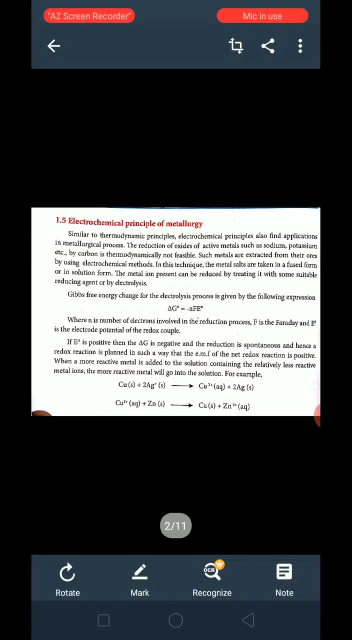 "AZ Screen Recorder"
Mic in use
1.5 Electrochemical principle of metallurgy
Similar to thermodynamic principles, electrochemical principles also find applications
in metallurgical process. The reduction of oxides of active metals such as sodium, potassium
etc., by carbon is thermodynamically not feasible. Such metals are extracted from their ores
by using electrochemical methods. In this technique, the metal salts are taken in a fused form
or in solution form. The metal ion present can be reduced by treating it with some suitable
reducing agent or by electrolysis.
Gibbs free energy change for the electrolysis process is given by the following expression
ΔG° = -nFE°
Where n is number of electrons involved in the reduction process, F is the Faraday and E°
is the electrode potential of the redox couple.
If E° is positive then the ΔG is negative and the reduction is spontaneous and hence a
redox reaction is planned in such a way that the e.m.f of the net redox reaction is positive.
When a more reactive metal is added to the solution containing the relatively less reactive
metal ions, the more reactive metal will go into the solution. For example,
Cu (s) + 2Ag⁺ (s) ⟶ Cu²⁺ (aq) + 2Ag (s)
Cu²⁺ (aq) + Zn (s) ⟶ Cu (s) + Zn²⁺ (aq)
2/11
OCR
Rotate
Mark
Recognize
Note